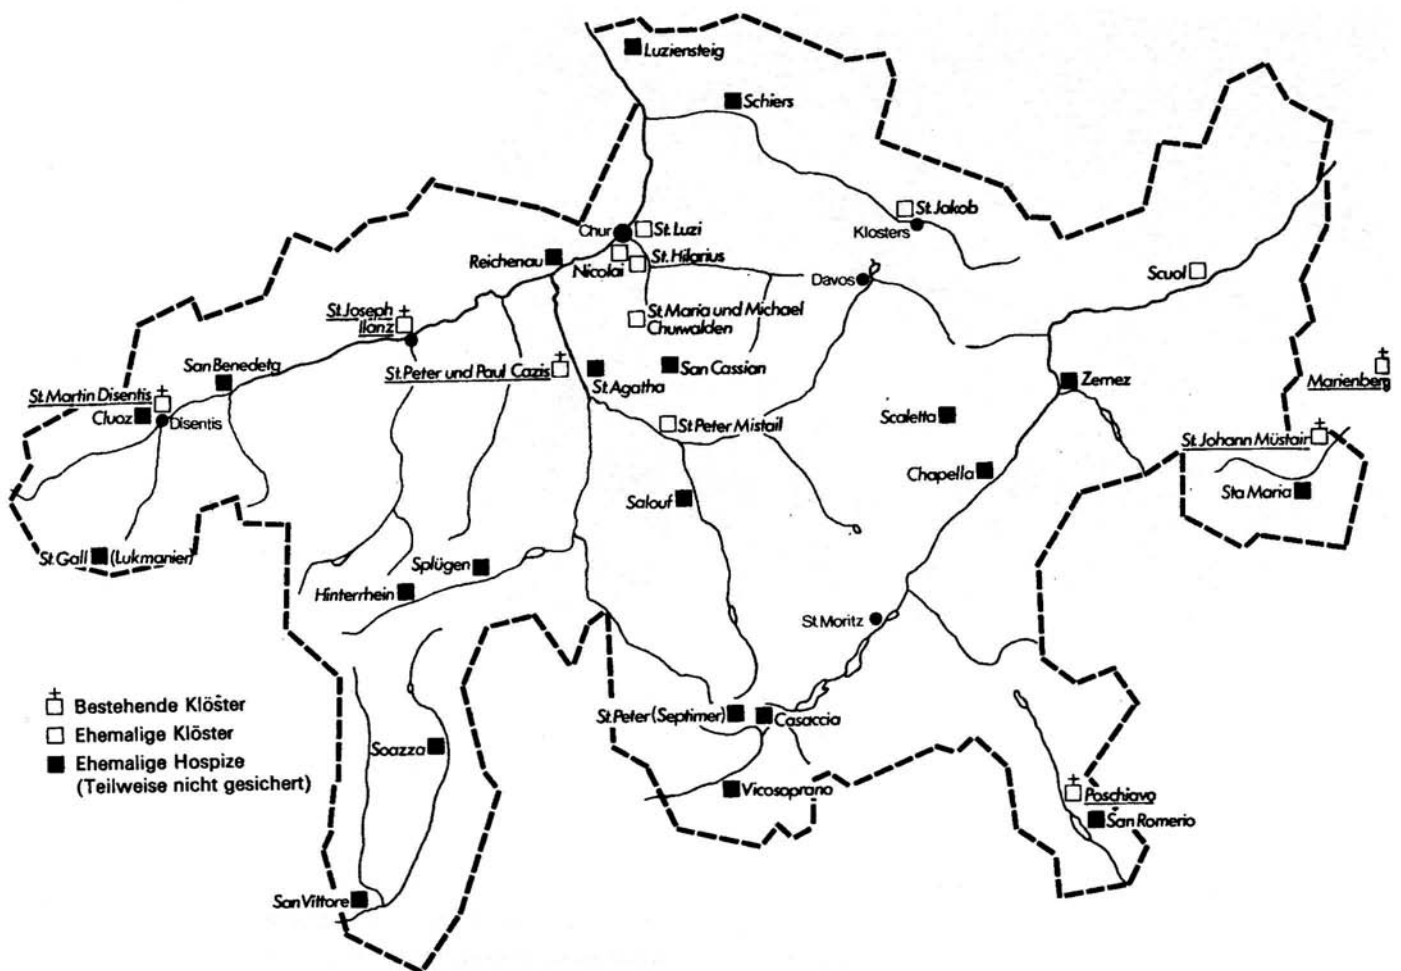 Luziensteig
Schiers
St. Jakob
Klosters
Chur
St. Luzi
Reichenau
Nicolai
St. Hilarius
Davos
Scuol
St. Joseph
Ilanz
St. Maria und Michael
Churwalden
San Benedetg
St. Peter und Paul Cazis
St. Agatha
San Cassian
Zernez
Marienberg
St. Martin Disentis
Cluoz
Disentis
St. Peter Mistail
Scaletta
St. Johann Müstair
Chapella
Sta Maria
Salouf
St. Gall (Lukmanier)
Splügen
Hinterrhein
St. Moritz
St. Peter (Septimer)
Casaccia
Soazza
Vicosoprano
Poschiavo
San Romerio
San Vittore
Bestehende Klöster
Ehemalige Klöster
Ehemalige Hospize
(Teilweise nicht gesichert)